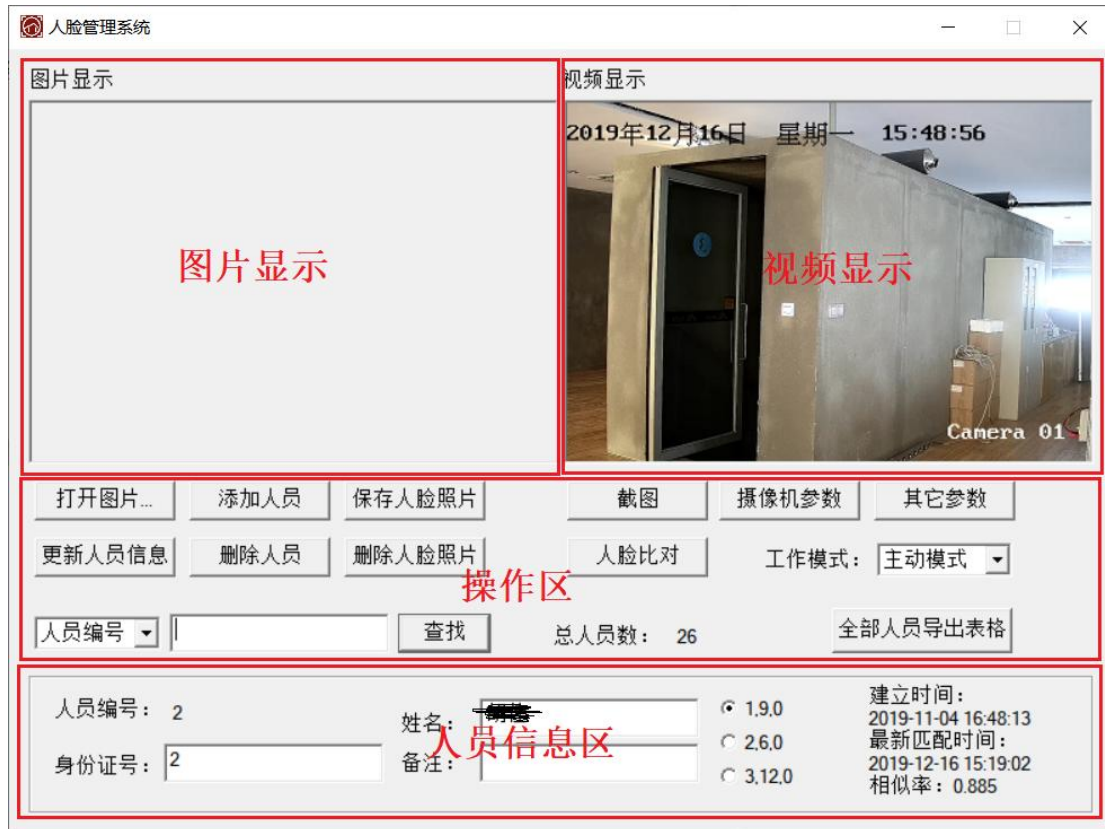 人脸管理系统
图片显示
视频显示
2019年12月16日 星期一 15:48:56
图片显示
视频显示
Camera 01
打开图片... 添加人员 保存人脸照片 截图 摄像机参数 其它参数
更新人员信息 删除人员 删除人脸照片 人脸比对 工作模式: 主动模式
操作区
人员编号 查找 总人员数: 26 全部人员导出表格
人员编号: 2
姓名:
身份证号: 2
备注:
人员信息区
1,9,0
2,6,0
3,12,0
建立时间:
2019-11-04 16:48:13
最新匹配时间:
2019-12-16 15:19:02
相似率: 0.885